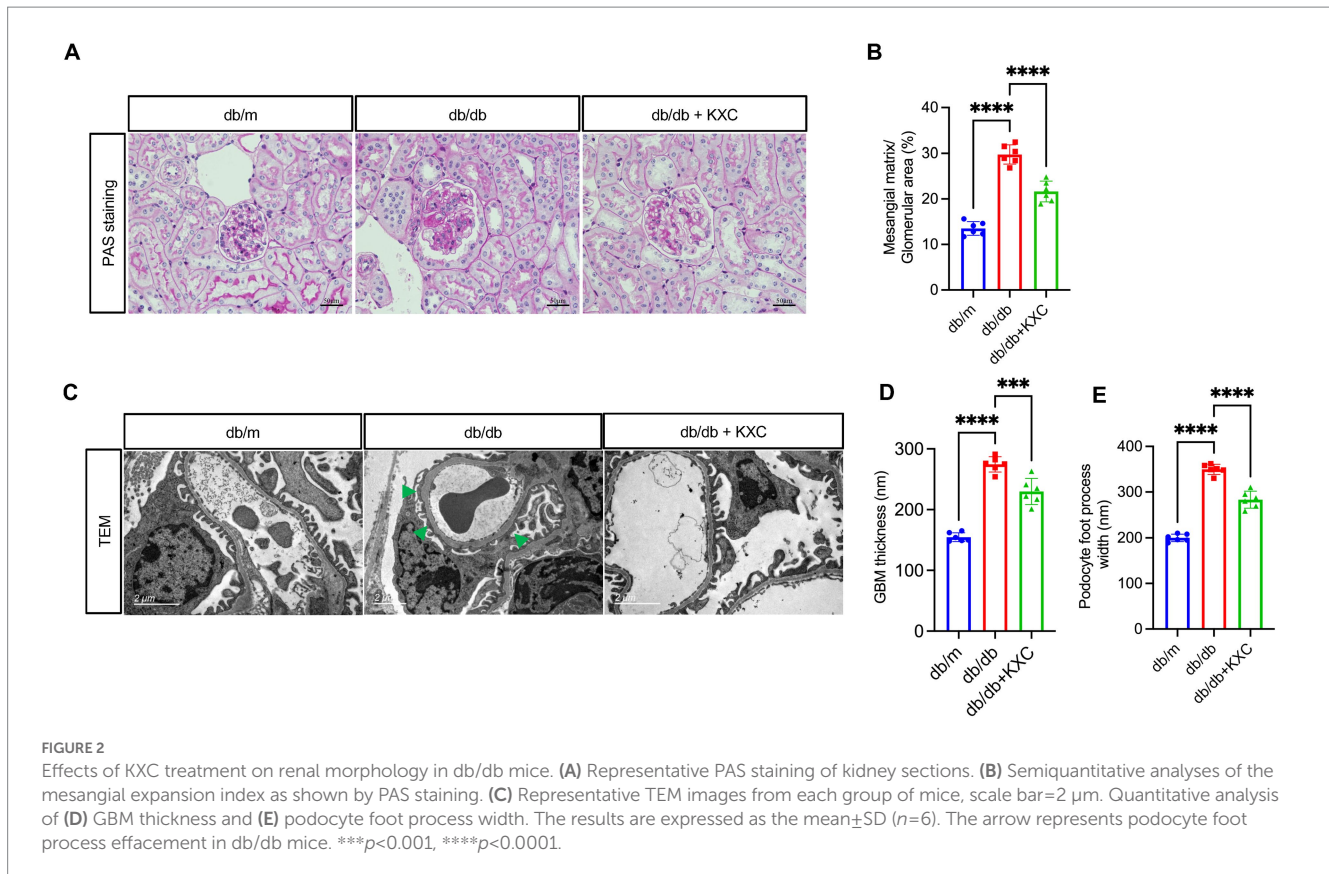 A
db/m
db/db
db/db + KXC
PAS staining
50μm
50μm
50μm
B
****
****
Mesangial matrix/
Glomerular area (%)
40
30
20
10
0
db/m
db/db
db/db+KXC
C
db/m
db/db
db/db + KXC
TEM
2 μm
2 μm
2 μm
D
***
****
GBM thickness (nm)
300
200
100
0
db/m
db/db
db/db+KXC
E
****
****
Podocyte foot process
width (nm)
400
300
200
100
0
db/m
db/db
db/db+KXC
FIGURE 2
Effects of KXC treatment on renal morphology in db/db mice. (A) Representative PAS staining of kidney sections. (B) Semiquantitative analyses of the
mesangial expansion index as shown by PAS staining. (C) Representative TEM images from each group of mice, scale bar=2 μm. Quantitative analysis
of (D) GBM thickness and (E) podocyte foot process width. The results are expressed as the mean±SD (n=6). The arrow represents podocyte foot
process effacement in db/db mice. ***p<0.001, ****p<0.0001.